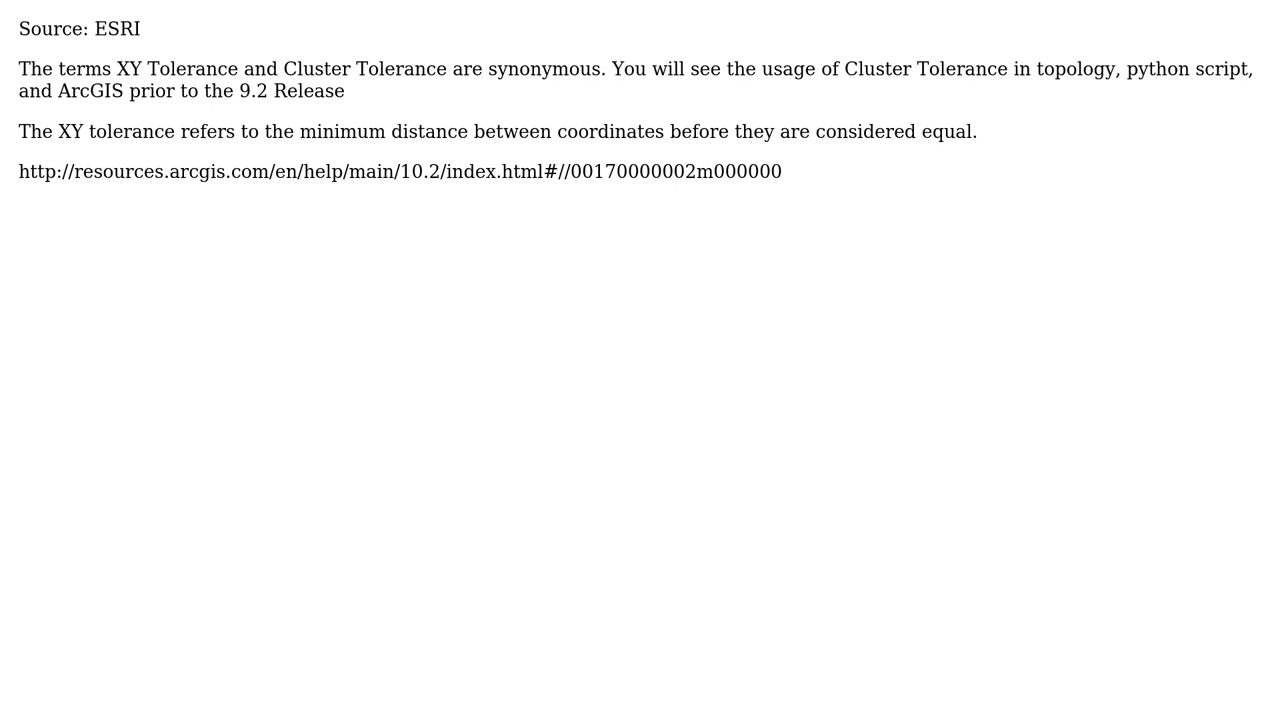 Source: ESRI
The terms XY Tolerance and Cluster Tolerance are synonymous. You will see the usage of Cluster Tolerance in topology, python script,
and ArcGIS prior to the 9.2 Release
The XY tolerance refers to the minimum distance between coordinates before they are considered equal.
http://resources.arcgis.com/en/help/main/10.2/index.html#//00170000002m000000